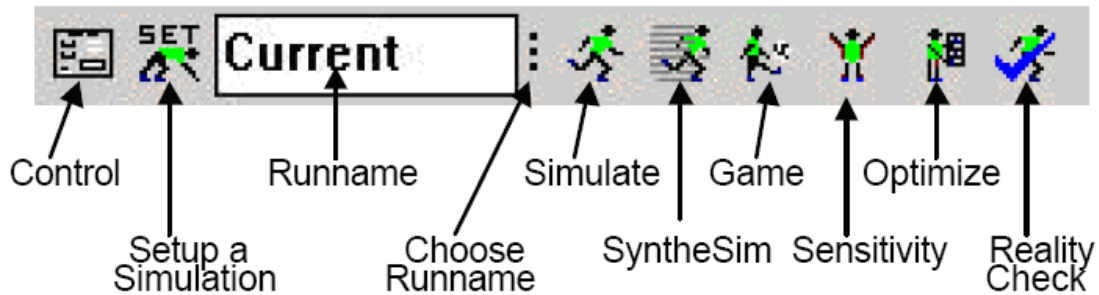 SET
Current
Control
Runname
Simulate
Game
Optimize
Setup a
Simulation
Choose
Runname
SyntheSim
Sensitivity
Reality
Check